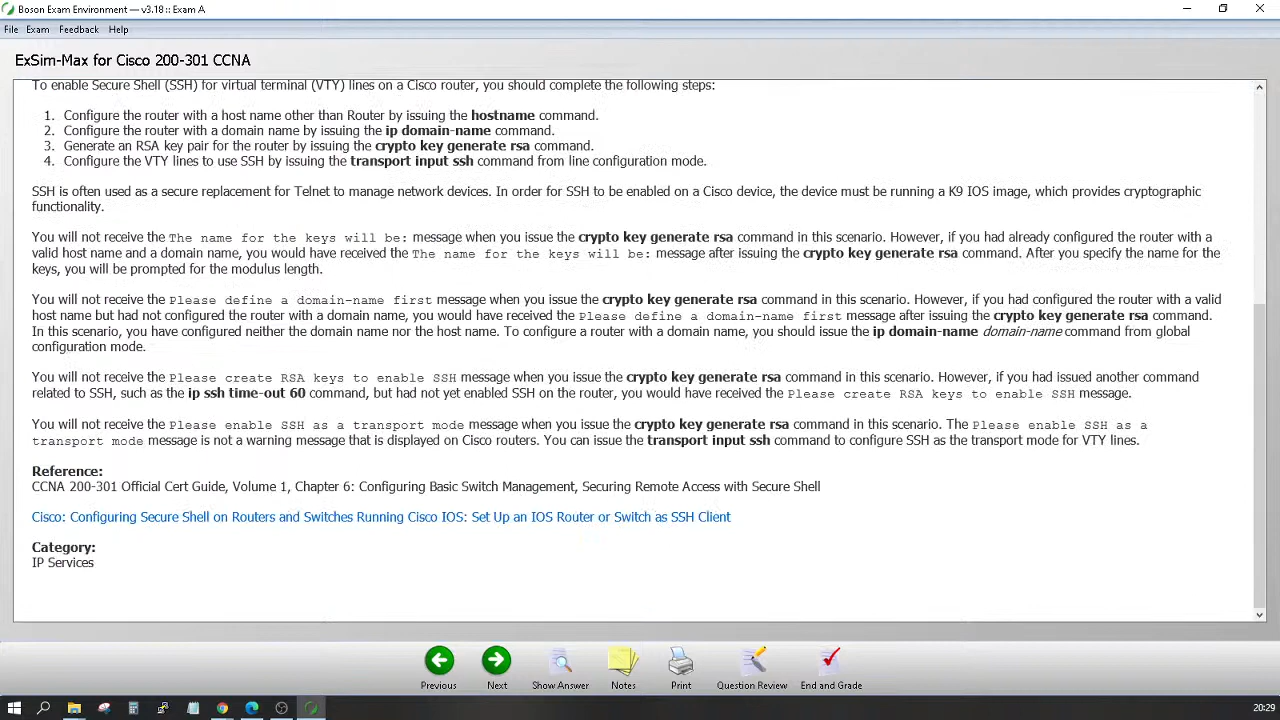 Boson Exam Environment — v3.18 :: Exam A
File Exam Feedback Help
ExSim-Max for Cisco 200-301 CCNA
To enable Secure Shell (SSH) for virtual terminal (VTY) lines on a Cisco router, you should complete the following steps:
1. Configure the router with a host name other than Router by issuing the hostname command.
2. Configure the router with a domain name by issuing the ip domain-name command.
3. Generate an RSA key pair for the router by issuing the crypto key generate rsa command.
4. Configure the VTY lines to use SSH by issuing the transport input ssh command from line configuration mode.
SSH is often used as a secure replacement for Telnet to manage network devices. In order for SSH to be enabled on a Cisco device, the device must be running a K9 IOS image, which provides cryptographic
functionality.
You will not receive the The name for the keys will be: message when you issue the crypto key generate rsa command in this scenario. However, if you had already configured the router with a
valid host name and a domain name, you would have received the The name for the keys will be: message after issuing the crypto key generate rsa command. After you specify the name for the
keys, you will be prompted for the modulus length.
You will not receive the Please define a domain-name first message when you issue the crypto key generate rsa command in this scenario. However, if you had configured the router with a valid
host name but had not configured the router with a domain name, you would have received the Please define a domain-name first message after issuing the crypto key generate rsa command.
In this scenario, you have configured neither the domain name nor the host name. To configure a router with a domain name, you should issue the ip domain-name domain-name command from global
configuration mode.
You will not receive the Please create RSA keys to enable SSH message when you issue the crypto key generate rsa command in this scenario. However, if you had issued another command
related to SSH, such as the ip ssh time-out 60 command, but had not yet enabled SSH on the router, you would have received the Please create RSA keys to enable SSH message.
You will not receive the Please enable SSH as a transport mode message when you issue the crypto key generate rsa command in this scenario. The Please enable SSH as a
transport mode message is not a warning message that is displayed on Cisco routers. You can issue the transport input ssh command to configure SSH as the transport mode for VTY lines.
Reference:
CCNA 200-301 Official Cert Guide, Volume 1, Chapter 6: Configuring Basic Switch Management, Securing Remote Access with Secure Shell
Cisco: Configuring Secure Shell on Routers and Switches Running Cisco IOS: Set Up an IOS Router or Switch as SSH Client
Category:
IP Services
Previous Next Show Answer Notes Print Question Review End and Grade
20:29